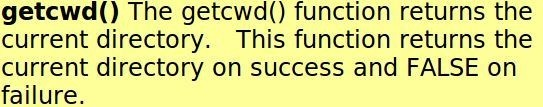 getcwd() The getcwd() function returns the
current directory.   This function returns the
current directory on success and FALSE on
failure.